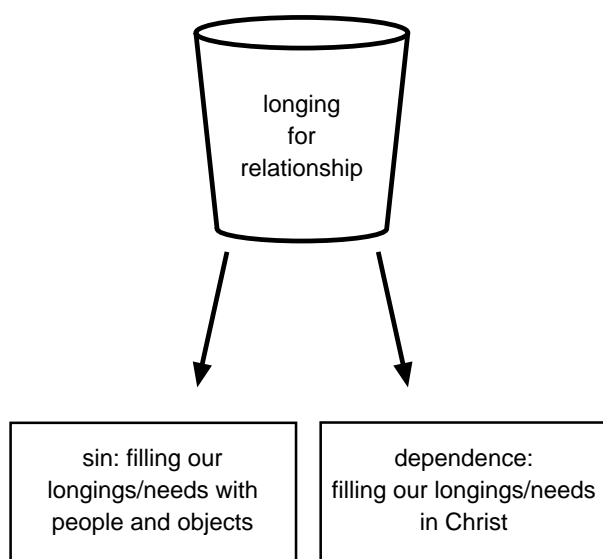 longing
for
relationship
sin: filling our
longings/needs with
people and objects
dependence:
filling our longings/needs
in Christ